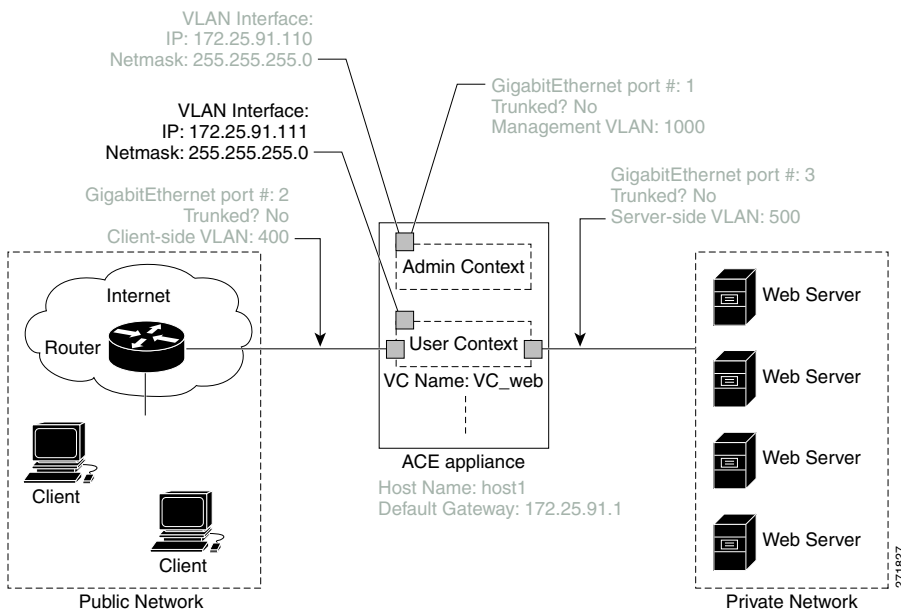 VLAN Interface:
IP: 172.25.91.110
Netmask: 255.255.255.0
GigabitEthernet port #: 1
Trunked? No
Management VLAN: 1000
VLAN Interface:
IP: 172.25.91.111
Netmask: 255.255.255.0
GigabitEthernet port #: 2
Trunked? No
Client-side VLAN: 400
GigabitEthernet port #: 3
Trunked? No
Server-side VLAN: 500
Admin Context
Internet
Router
User Context
VC Name: VC_web
ACE appliance
Host Name: host1
Default Gateway: 172.25.91.1
Client
Client
Public Network
Web Server
Web Server
Web Server
Web Server
Private Network
271827